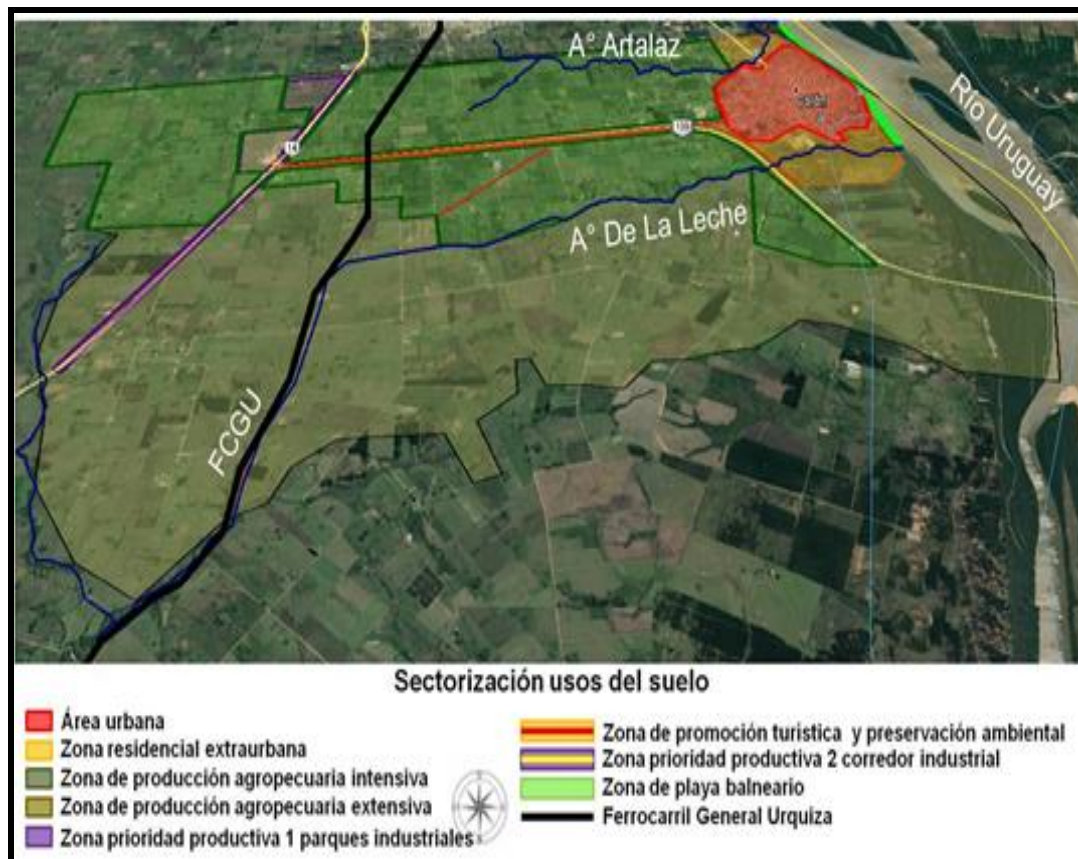 A° Artalaz
Río Uruguay
Colón
14
A° De La Leche
FCGU
Sectorización usos del suelo
Área urbana
Zona residencial extraurbana
Zona de producción agropecuaria intensiva
Zona de producción agropecuaria extensiva
Zona prioridad productiva 1 parques industriales
Zona de promoción turística y preservación ambiental
Zona prioridad productiva 2 corredor industrial
Zona de playa balneario
Ferrocarril General Urquiza